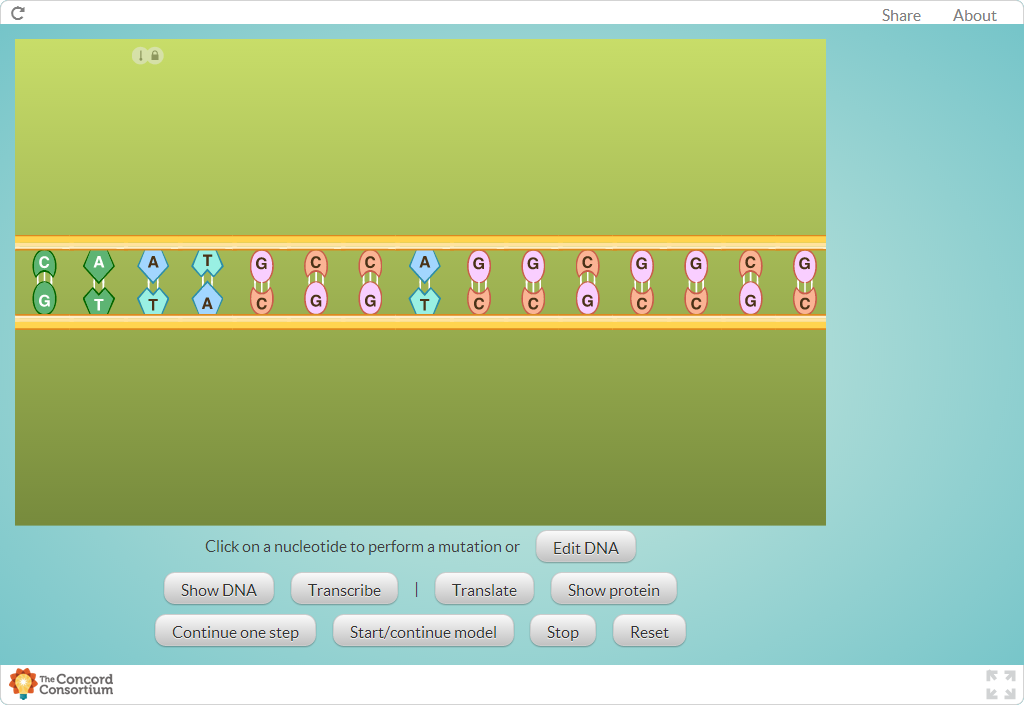 Share About
C A A T G C C A G G C G G C G
G T T A C G G T C C G C C G C
Click on a nucleotide to perform a mutation or Edit DNA
Show DNA Transcribe | Translate Show protein
Continue one step Start/continue model Stop Reset
The Concord
Consortium